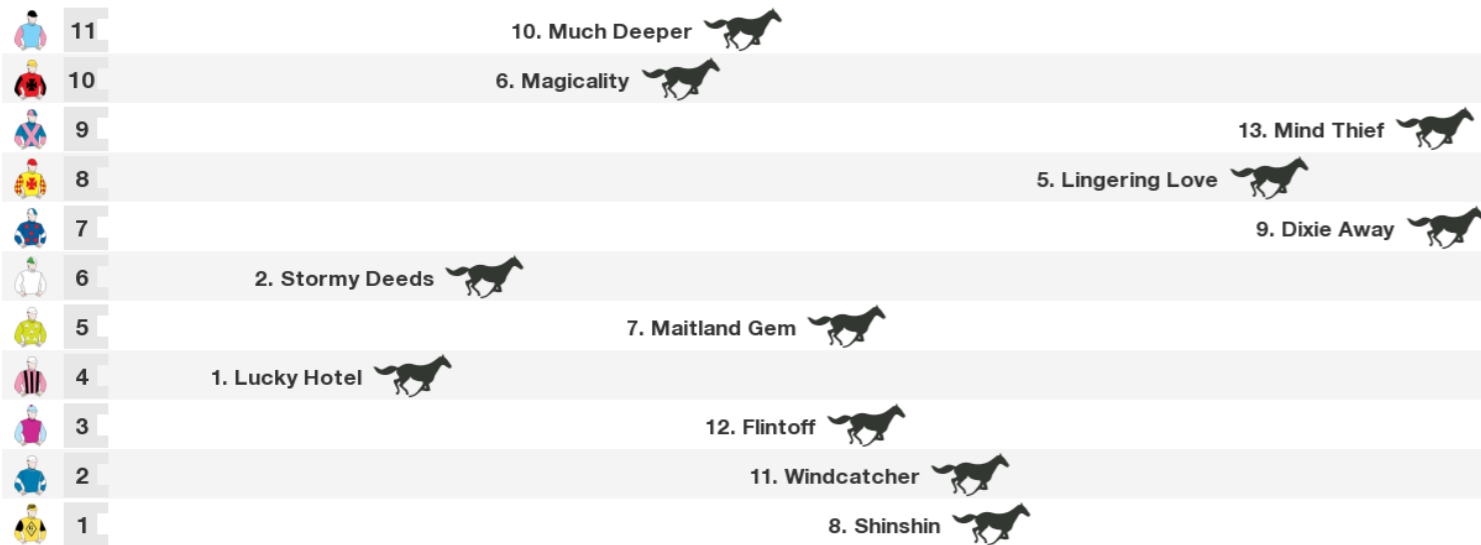 11 10. Much Deeper
10 6. Magicality
9 13. Mind Thief
8 5. Lingering Love
7 9. Dixie Away
6 2. Stormy Deeds
5 7. Maitland Gem
4 1. Lucky Hotel
3 12. Flintoff
2 11. Windcatcher
1 8. Shinshin